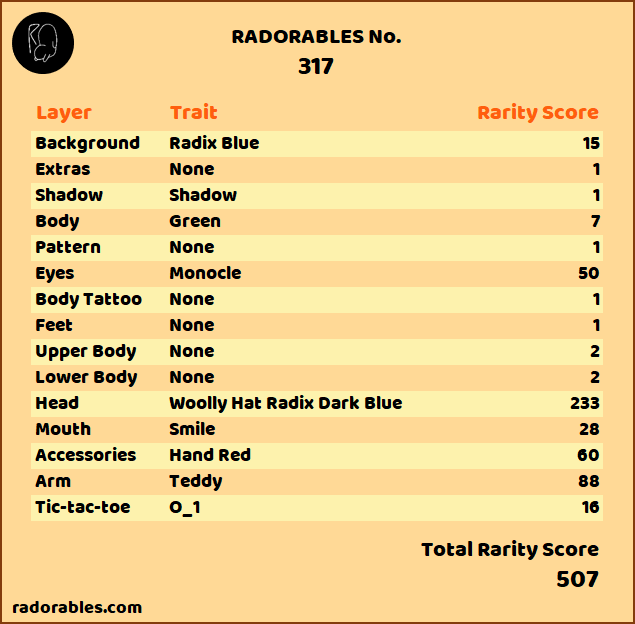 RADORABLES No.
317
Layer Trait Rarity Score
Background Radix Blue 15
Extras None 1
Shadow Shadow 1
Body Green 7
Pattern None 1
Eyes Monocle 50
Body Tattoo None 1
Feet None 1
Upper Body None 2
Lower Body None 2
Head Woolly Hat Radix Dark Blue 233
Mouth Smile 28
Accessories Hand Red 60
Arm Teddy 88
Tic-tac-toe O_1 16
Total Rarity Score
507
radorables.com